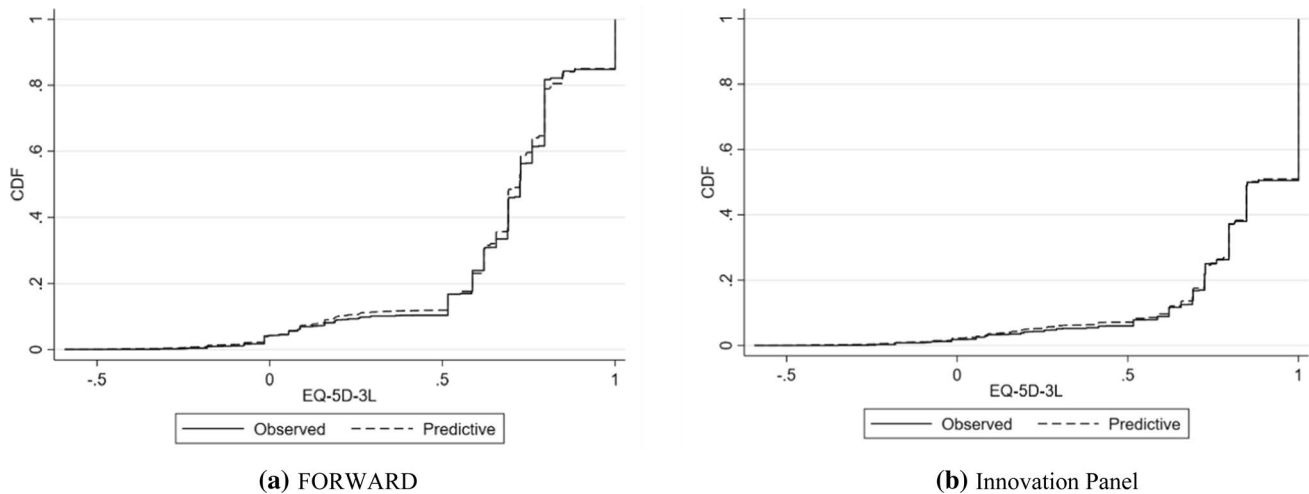 1
.8
.6
.4
.2
0
CDF
-.5 0 .5 1
EQ-5D-3L
Observed Predictive
(a) FORWARD
1
.8
.6
.4
.2
0
CDF
-.5 0 .5 1
EQ-5D-3L
Observed Predictive
(b) Innovation Panel